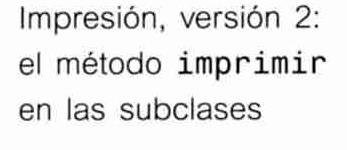 Impresión, versión 2:
el método imprimir
en las subclases